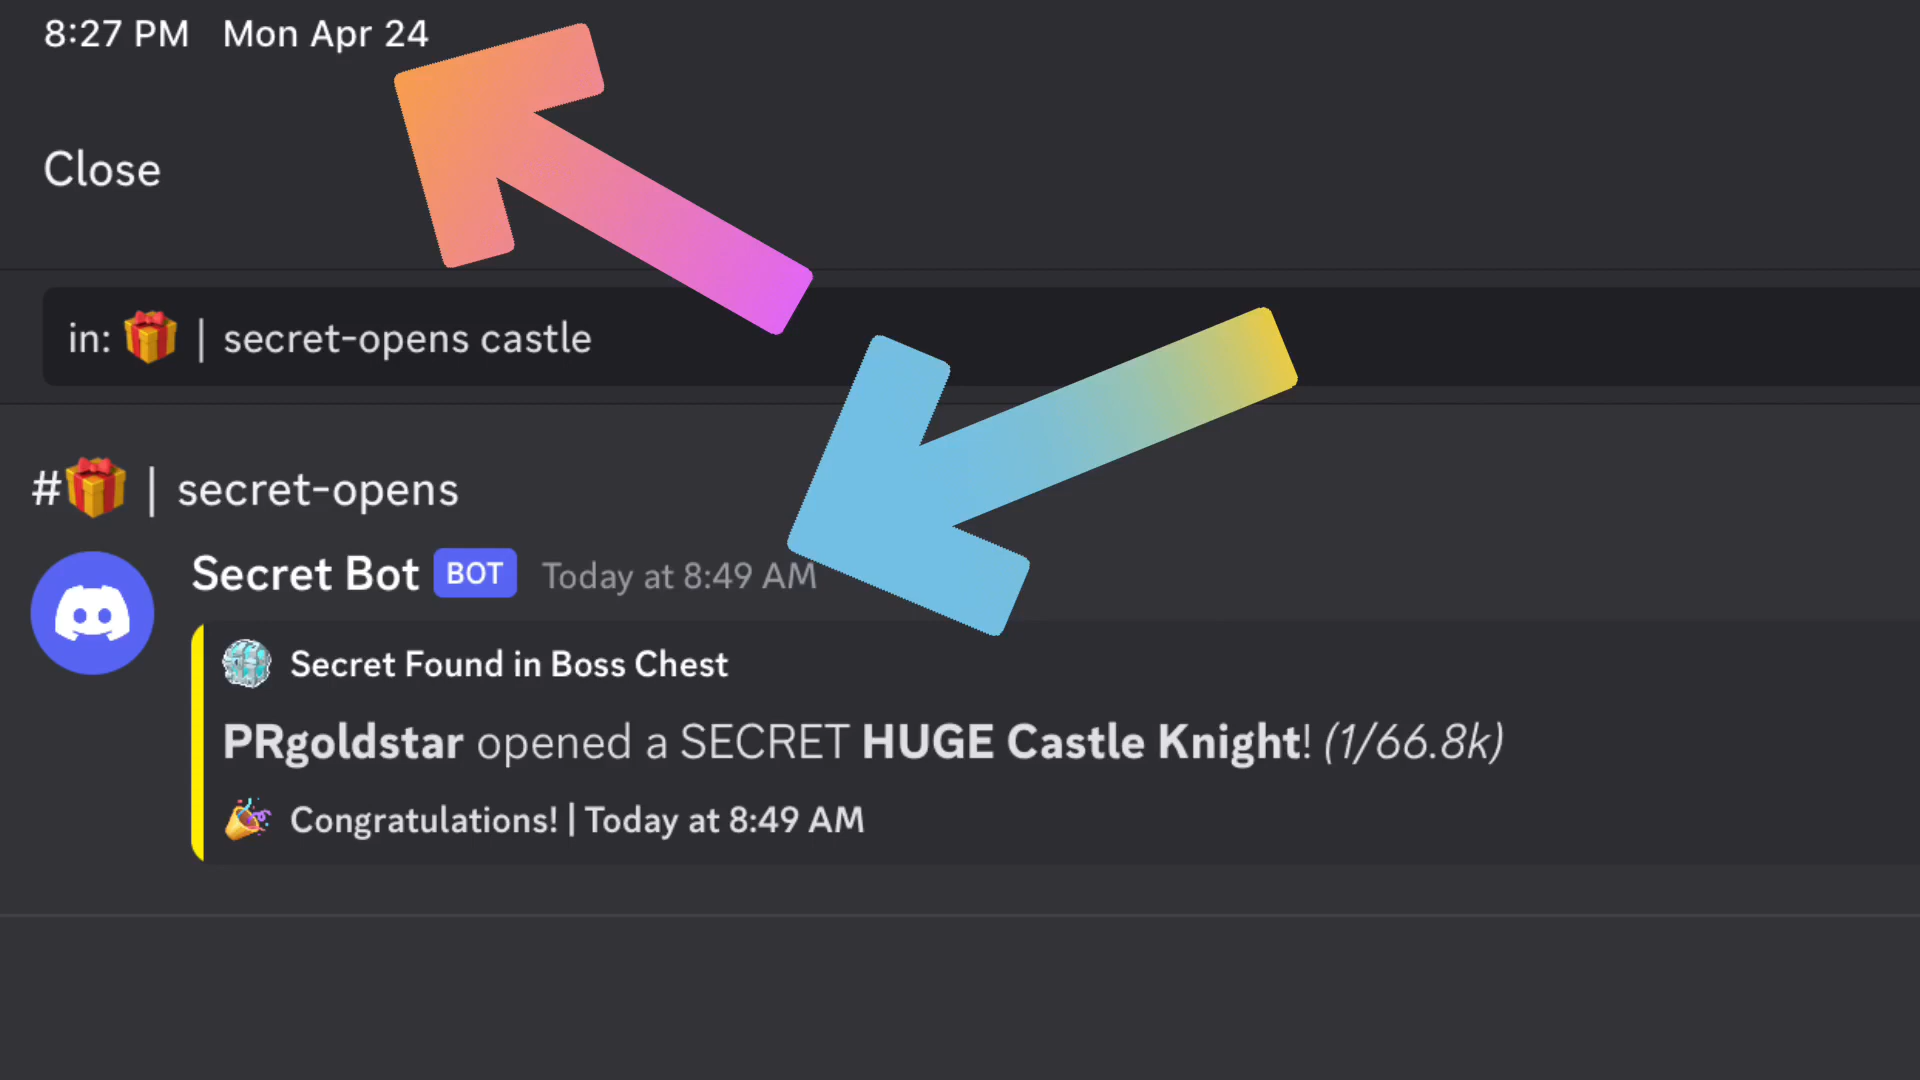 8:27 PM Mon Apr 24
Close
in: 🎁 | secret-opens castle
#🎁 | secret-opens
Secret Bot BOT Today at 8:49 AM
Secret Found in Boss Chest
PRgoldstar opened a SECRET HUGE Castle Knight! (1/66.8k)
🎉 Congratulations! | Today at 8:49 AM